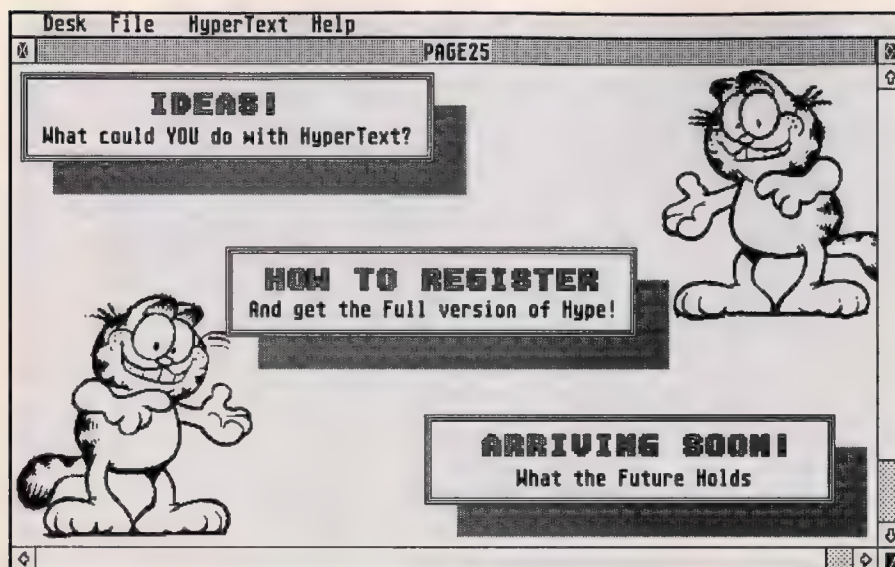 Desk File HyperText Help
PAGE25
IDEAS!
What could YOU do with HyperText?
HOW TO REGISTER
And get the Full version of Hype!
ARRIVING SOON!
What the Future Holds